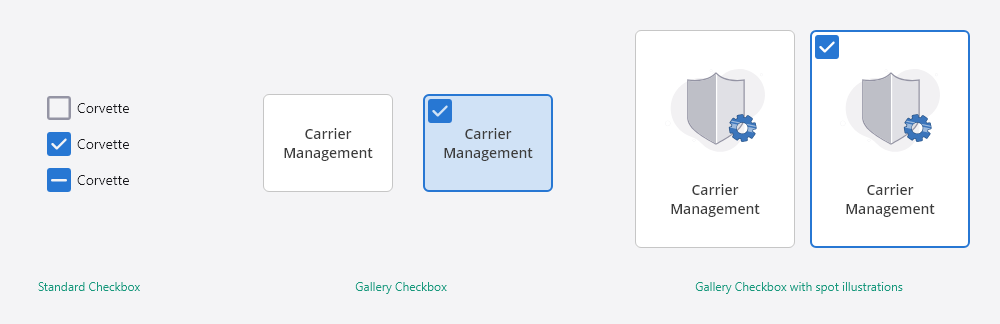 Corvette
Corvette
Corvette
Carrier
Management
Carrier
Management
Carrier
Management
Carrier
Management
Standard Checkbox
Gallery Checkbox
Gallery Checkbox with spot illustrations